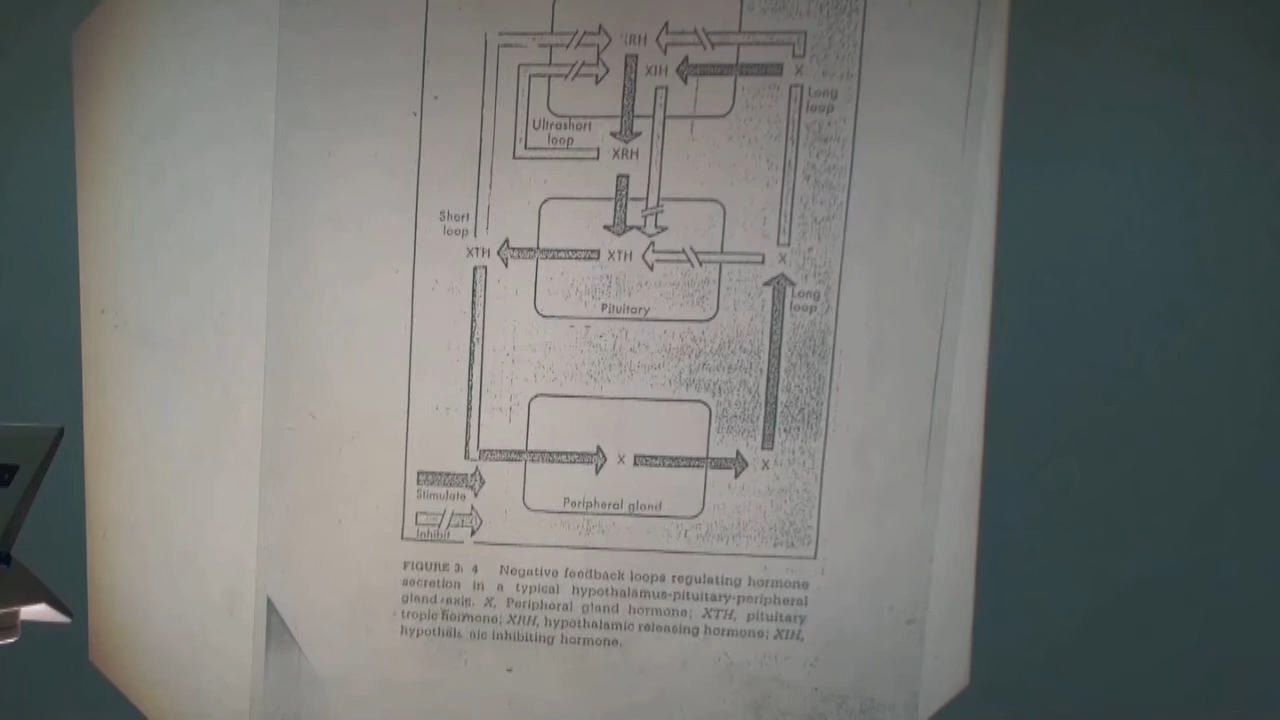 XRH
XIH
X
Long
loop
Ultrashort
loop
XRH
Short
loop
XTH
XTH
X
Long
loop
Pituitary
X
X
Stimulate
Peripheral gland
Inhibit
FIGURE 3. 4 Negative feedback loops regulating hormone
secretion in a typical hypothalamus-pituitary-peripheral
gland axis. X, Peripheral gland hormone; XTH, pituitary
tropic hormone; XRH, hypothalamic releasing hormone; XIH,
inhibiting hormone.